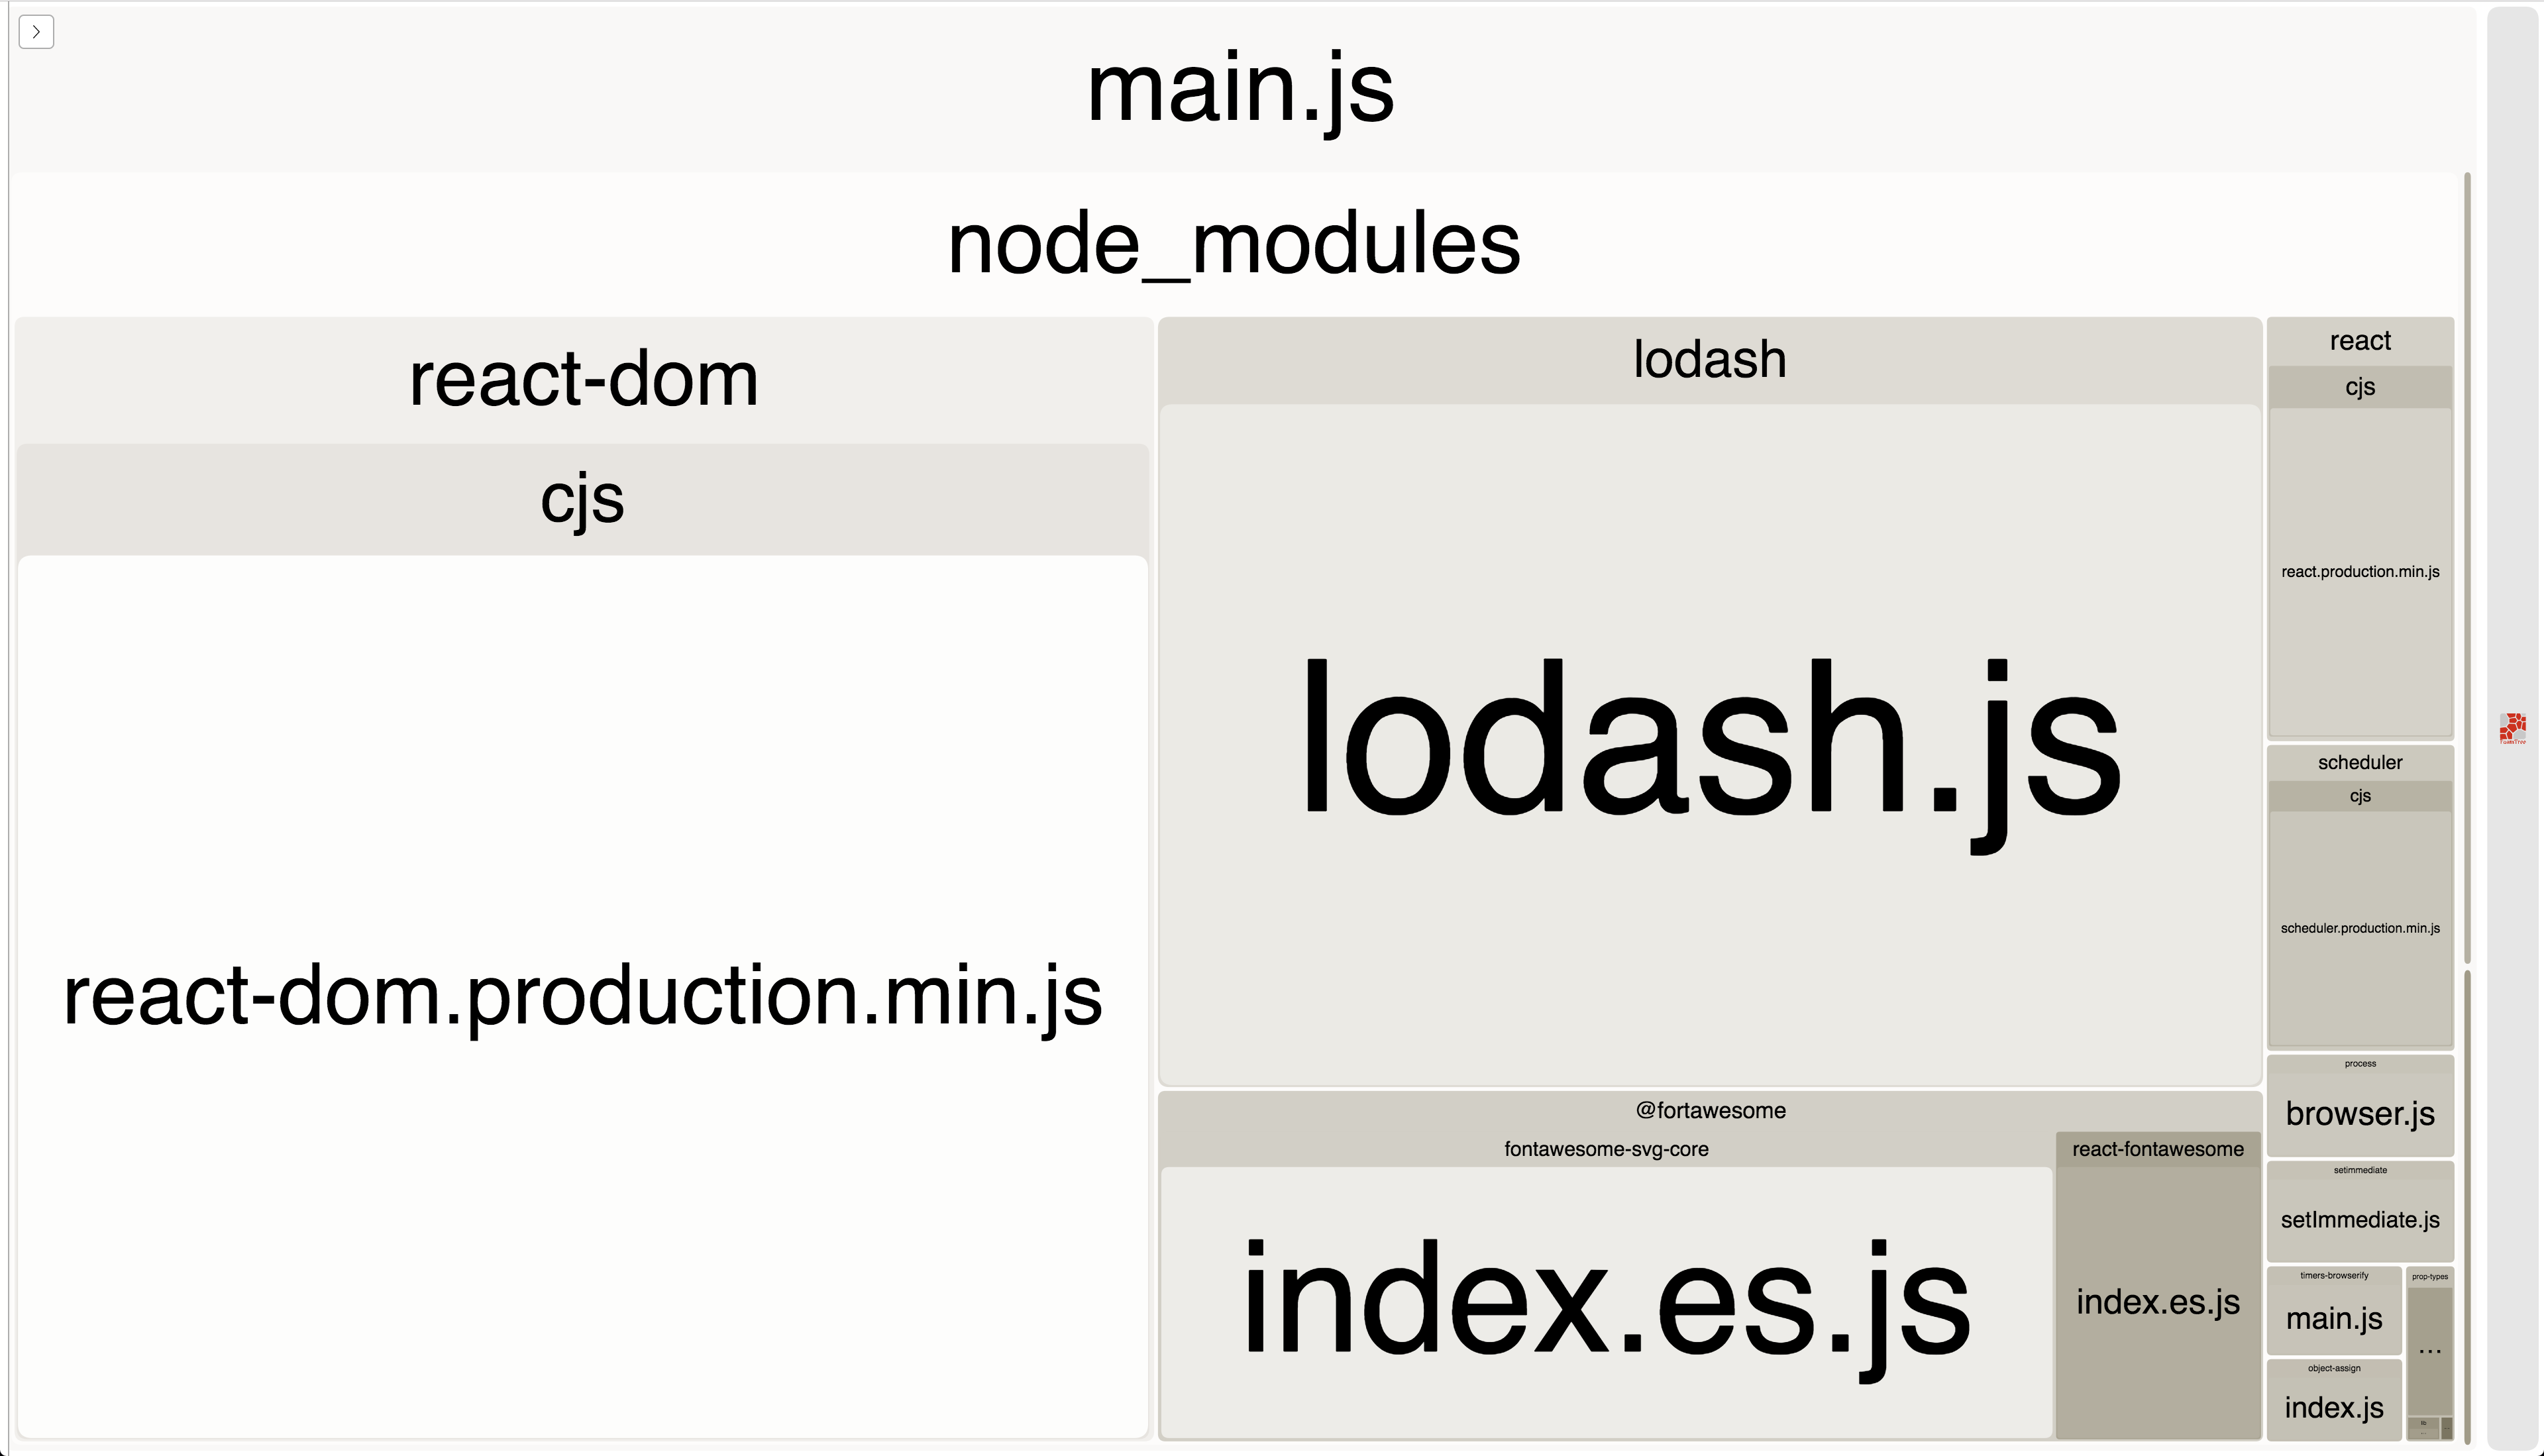 main.js
node_modules
react-dom
cjs
react-dom.production.min.js
lodash
lodash.js
@fortawesome
fontawesome-svg-core
index.es.js
react-fontawesome
index.es.js
react
cjs
react.production.min.js
scheduler
cjs
scheduler.production.min.js
process
browser.js
setimmediate
setImmediate.js
timers-browserify
main.js
object-assign
index.js
prop-types
...
lib